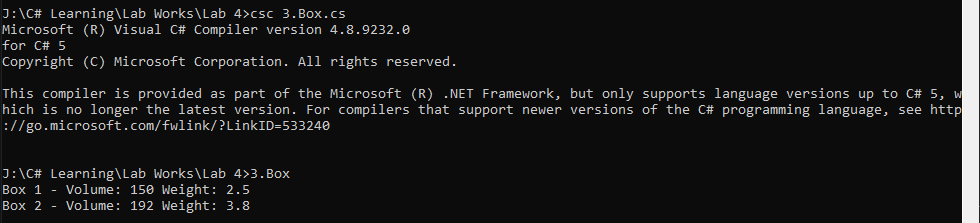 J:\C# Learning\Lab Works\Lab 4>csc 3.Box.cs
Microsoft (R) Visual C# Compiler version 4.8.9232.0
for C# 5
Copyright (C) Microsoft Corporation. All rights reserved.
This compiler is provided as part of the Microsoft (R) .NET Framework, but only supports language versions up to C# 5, w
hich is no longer the latest version. For compilers that support newer versions of the C# programming language, see http
://go.microsoft.com/fwlink/?LinkID=533240
J:\C# Learning\Lab Works\Lab 4>3.Box
Box 1 - Volume: 150 Weight: 2.5
Box 2 - Volume: 192 Weight: 3.8